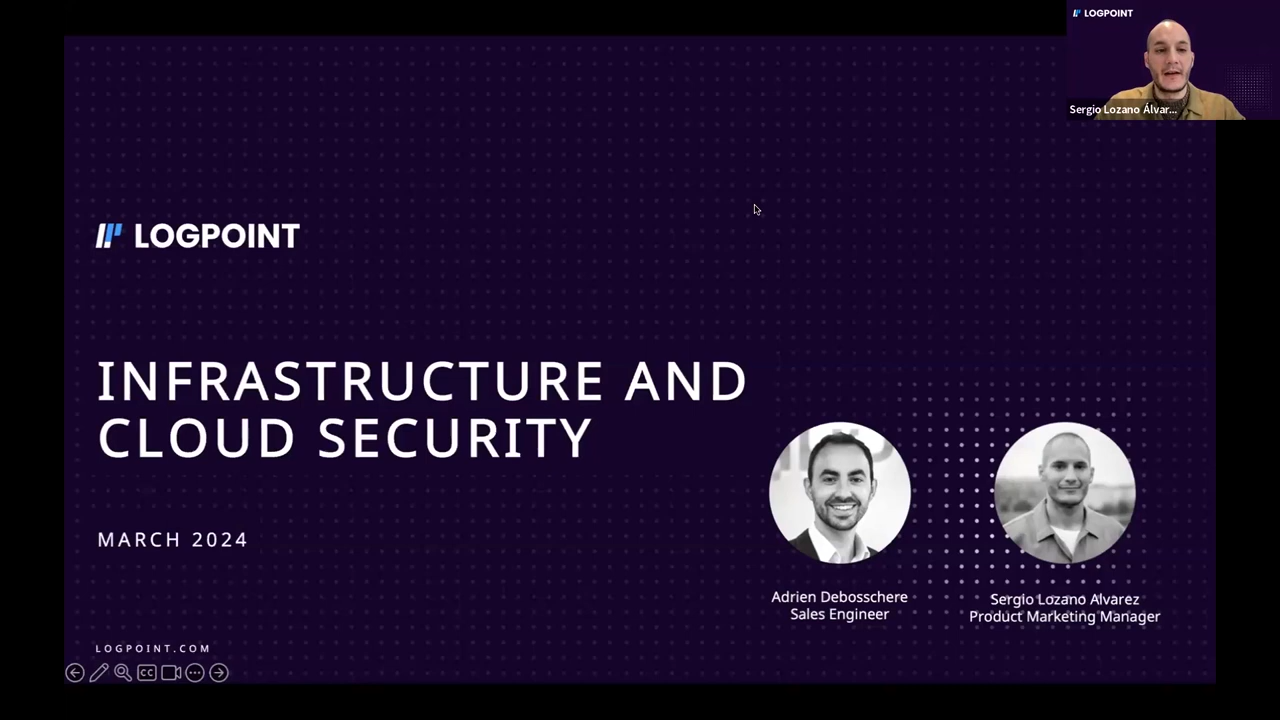 LOGPOINT
Sergio Lozano Álvar...
LOGPOINT
INFRASTRUCTURE AND
CLOUD SECURITY
MARCH 2024
Adrien Debosschere
Sales Engineer
Sergio Lozano Alvarez
Product Marketing Manager
LOGPOINT.COM
CC